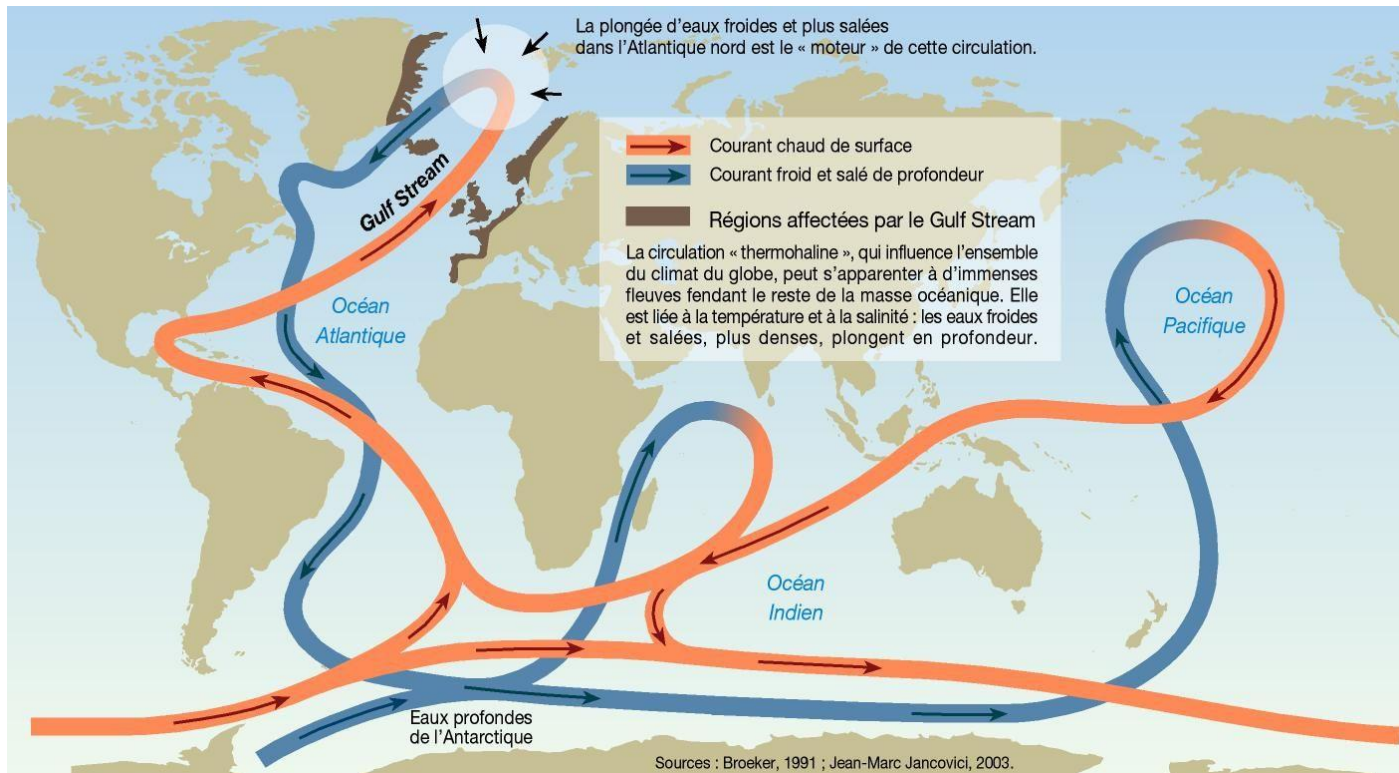 La plongée d'eaux froides et plus salées
dans l'Atlantique nord est le « moteur » de cette circulation.
Courant chaud de surface
Courant froid et salé de profondeur
Régions affectées par le Gulf Stream
La circulation « thermohaline », qui influence l'ensemble
du climat du globe, peut s'apparenter à d'immenses
fleuves fendant le reste de la masse océanique. Elle
est liée à la température et à la salinité : les eaux froides
et salées, plus denses, plongent en profondeur.
Gulf Stream
Océan
Atlantique
Océan
Pacifique
Océan
Indien
Eaux profondes
de l'Antarctique
Sources : Broeker, 1991 ; Jean-Marc Jancovici, 2003.